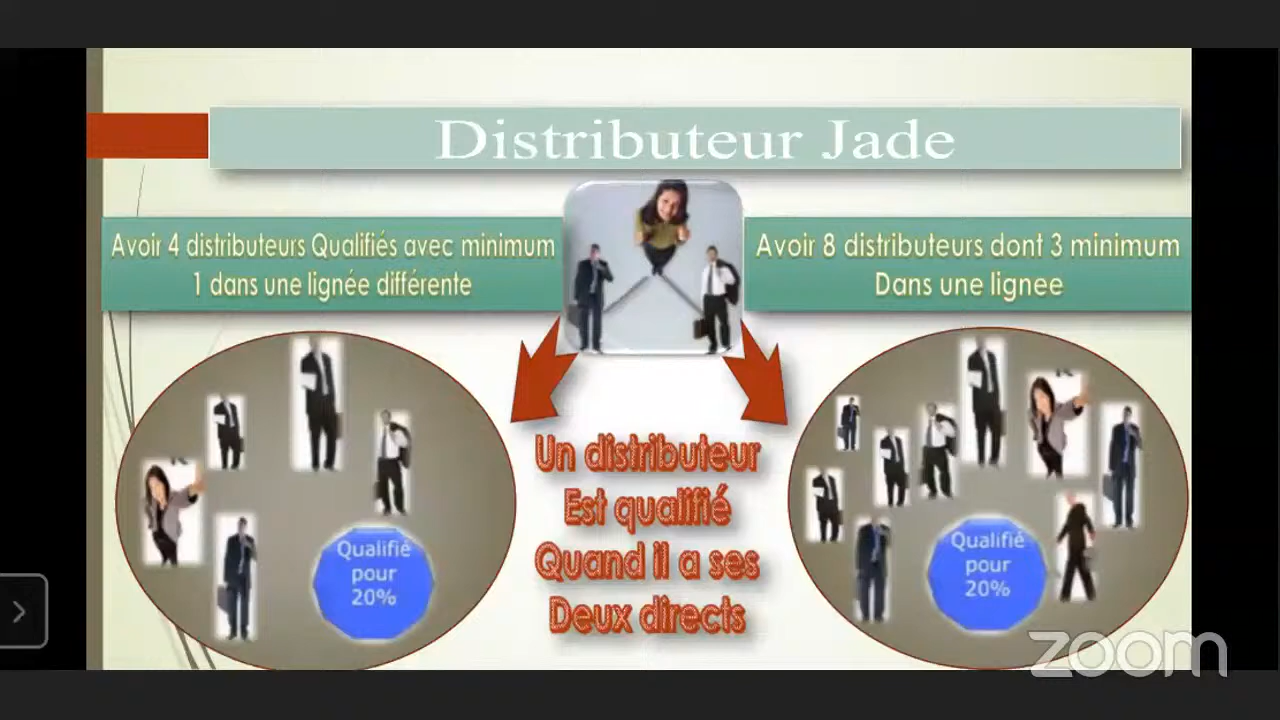 Distributeur Jade
Avoir 4 distributeurs Qualifiés avec minimum
1 dans une lignée différente
Avoir 8 distributeurs dont 3 minimum
Dans une lignee
Un distributeur
Est qualifié
Quand il a ses
Deux directs
Qualifié
pour
20%
Qualifié
pour
20%
zoom